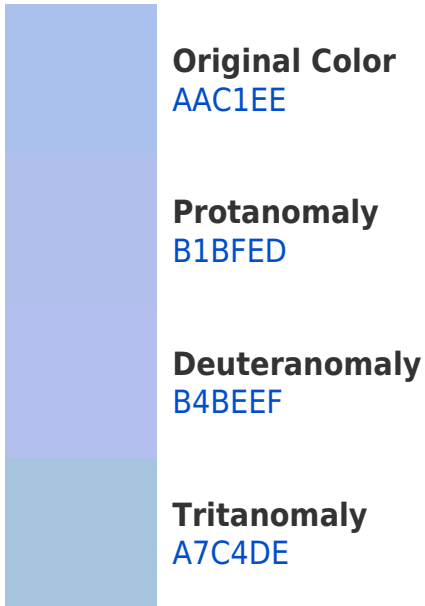 Original Color
AAC1EE
Protanomaly
B1BFED
Deuteranomaly
B4BEEF
Tritanomaly
A7C4DE